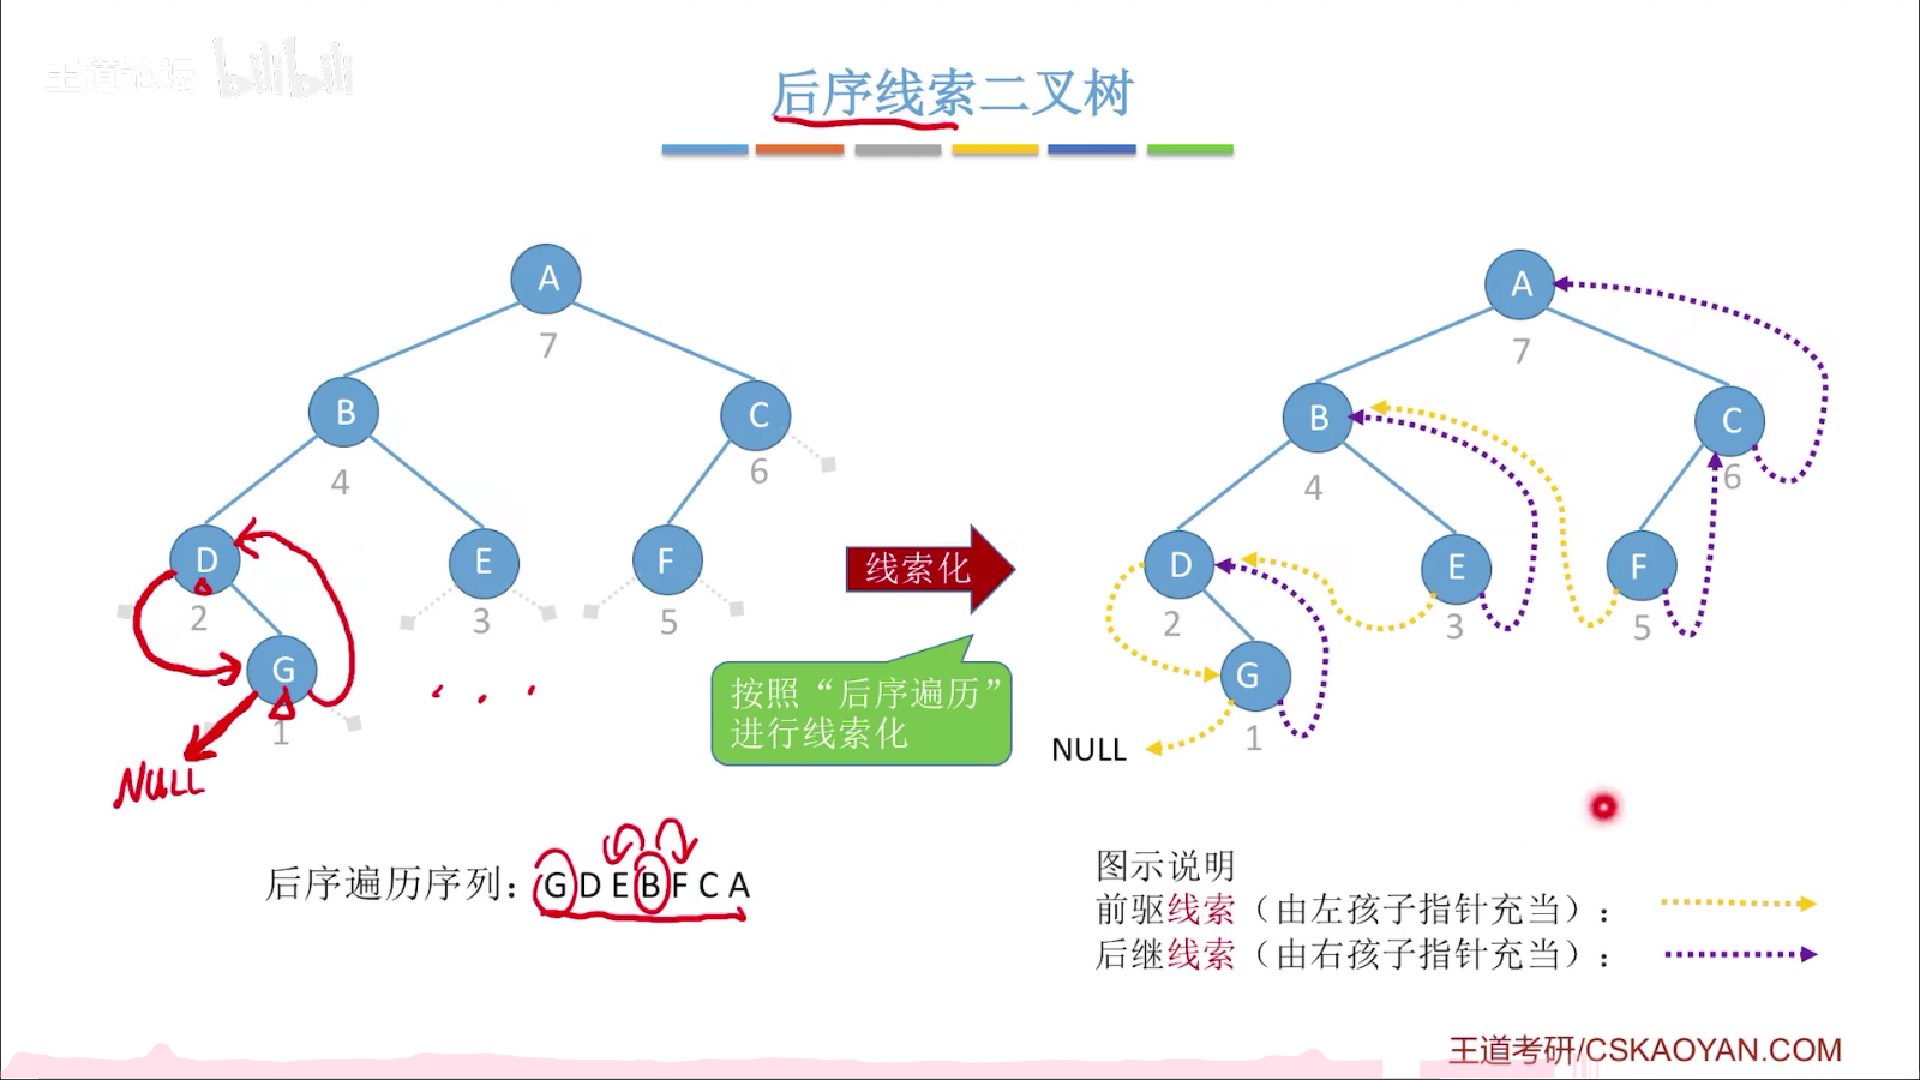 王道论坛 bilibili
后序线索二叉树
A
7
B
4
C
6
D
2
E
3
F
5
G
1
NULL
线索化
按照“后序遍历”
进行线索化
A
7
B
4
C
6
D
2
E
3
F
5
G
1
NULL
后序遍历序列：G D E B F C A
图示说明
前驱线索（由左孩子指针充当）：
后继线索（由右孩子指针充当）：
王道考研/CSKAOYAN.COM